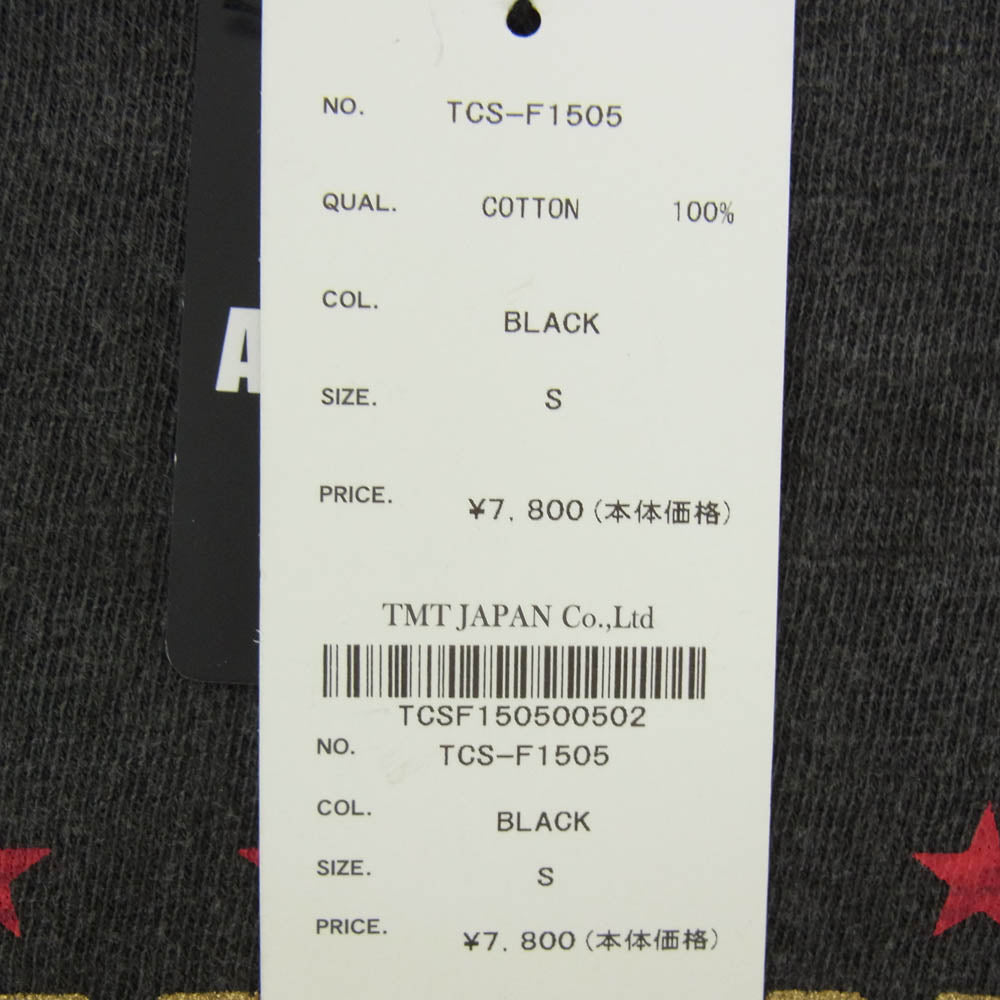 NO. TCS-F1505
QUAL. COTTON 100%
COL. BLACK
SIZE. S
PRICE. ¥7,800(本体価格)
TMT JAPAN Co.,Ltd
TCSF150500502
NO. TCS-F1505
COL. BLACK
SIZE. S
PRICE. ¥7,800(本体価格)
A